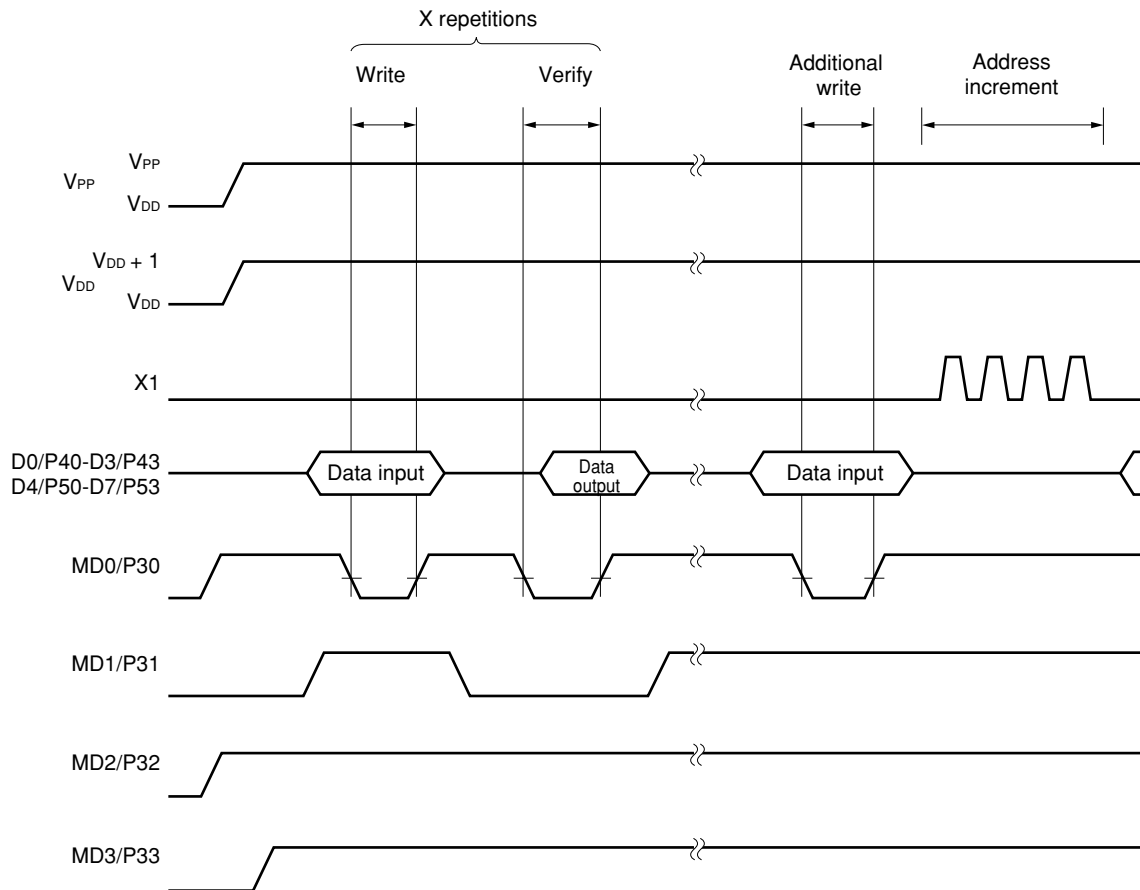 X repetitions
Write
Verify
Additional
write
Address
increment
VPP
VPP
VDD
VDD + 1
VDD
VDD
X1
D0/P40-D3/P43
D4/P50-D7/P53
Data input
Data
output
Data input
MD0/P30
MD1/P31
MD2/P32
MD3/P33